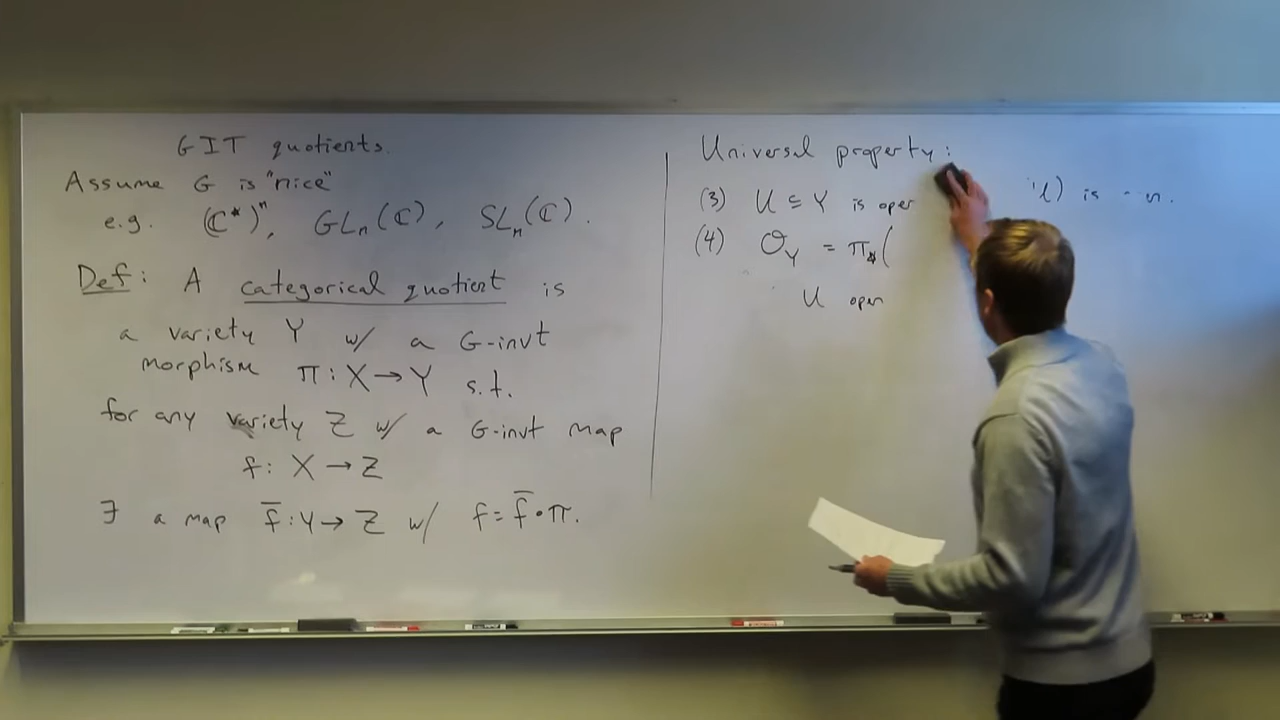 GIT quotients.
Assume G is "nice"
e.g. (ℂ*)ⁿ, GLₙ(ℂ), SLₙ(ℂ).
Def: A categorical quotient is
a variety Y w/ a G-invt
morphism π: X → Y s.t.
for any variety Z w/ a G-invt map
f: X → Z
∃ a map f̄: Y → Z w/ f = f̄∘π.
Universal property:
(3) U ⊆ Y is open is
(4) 𝒪_Y = π_*(
U open